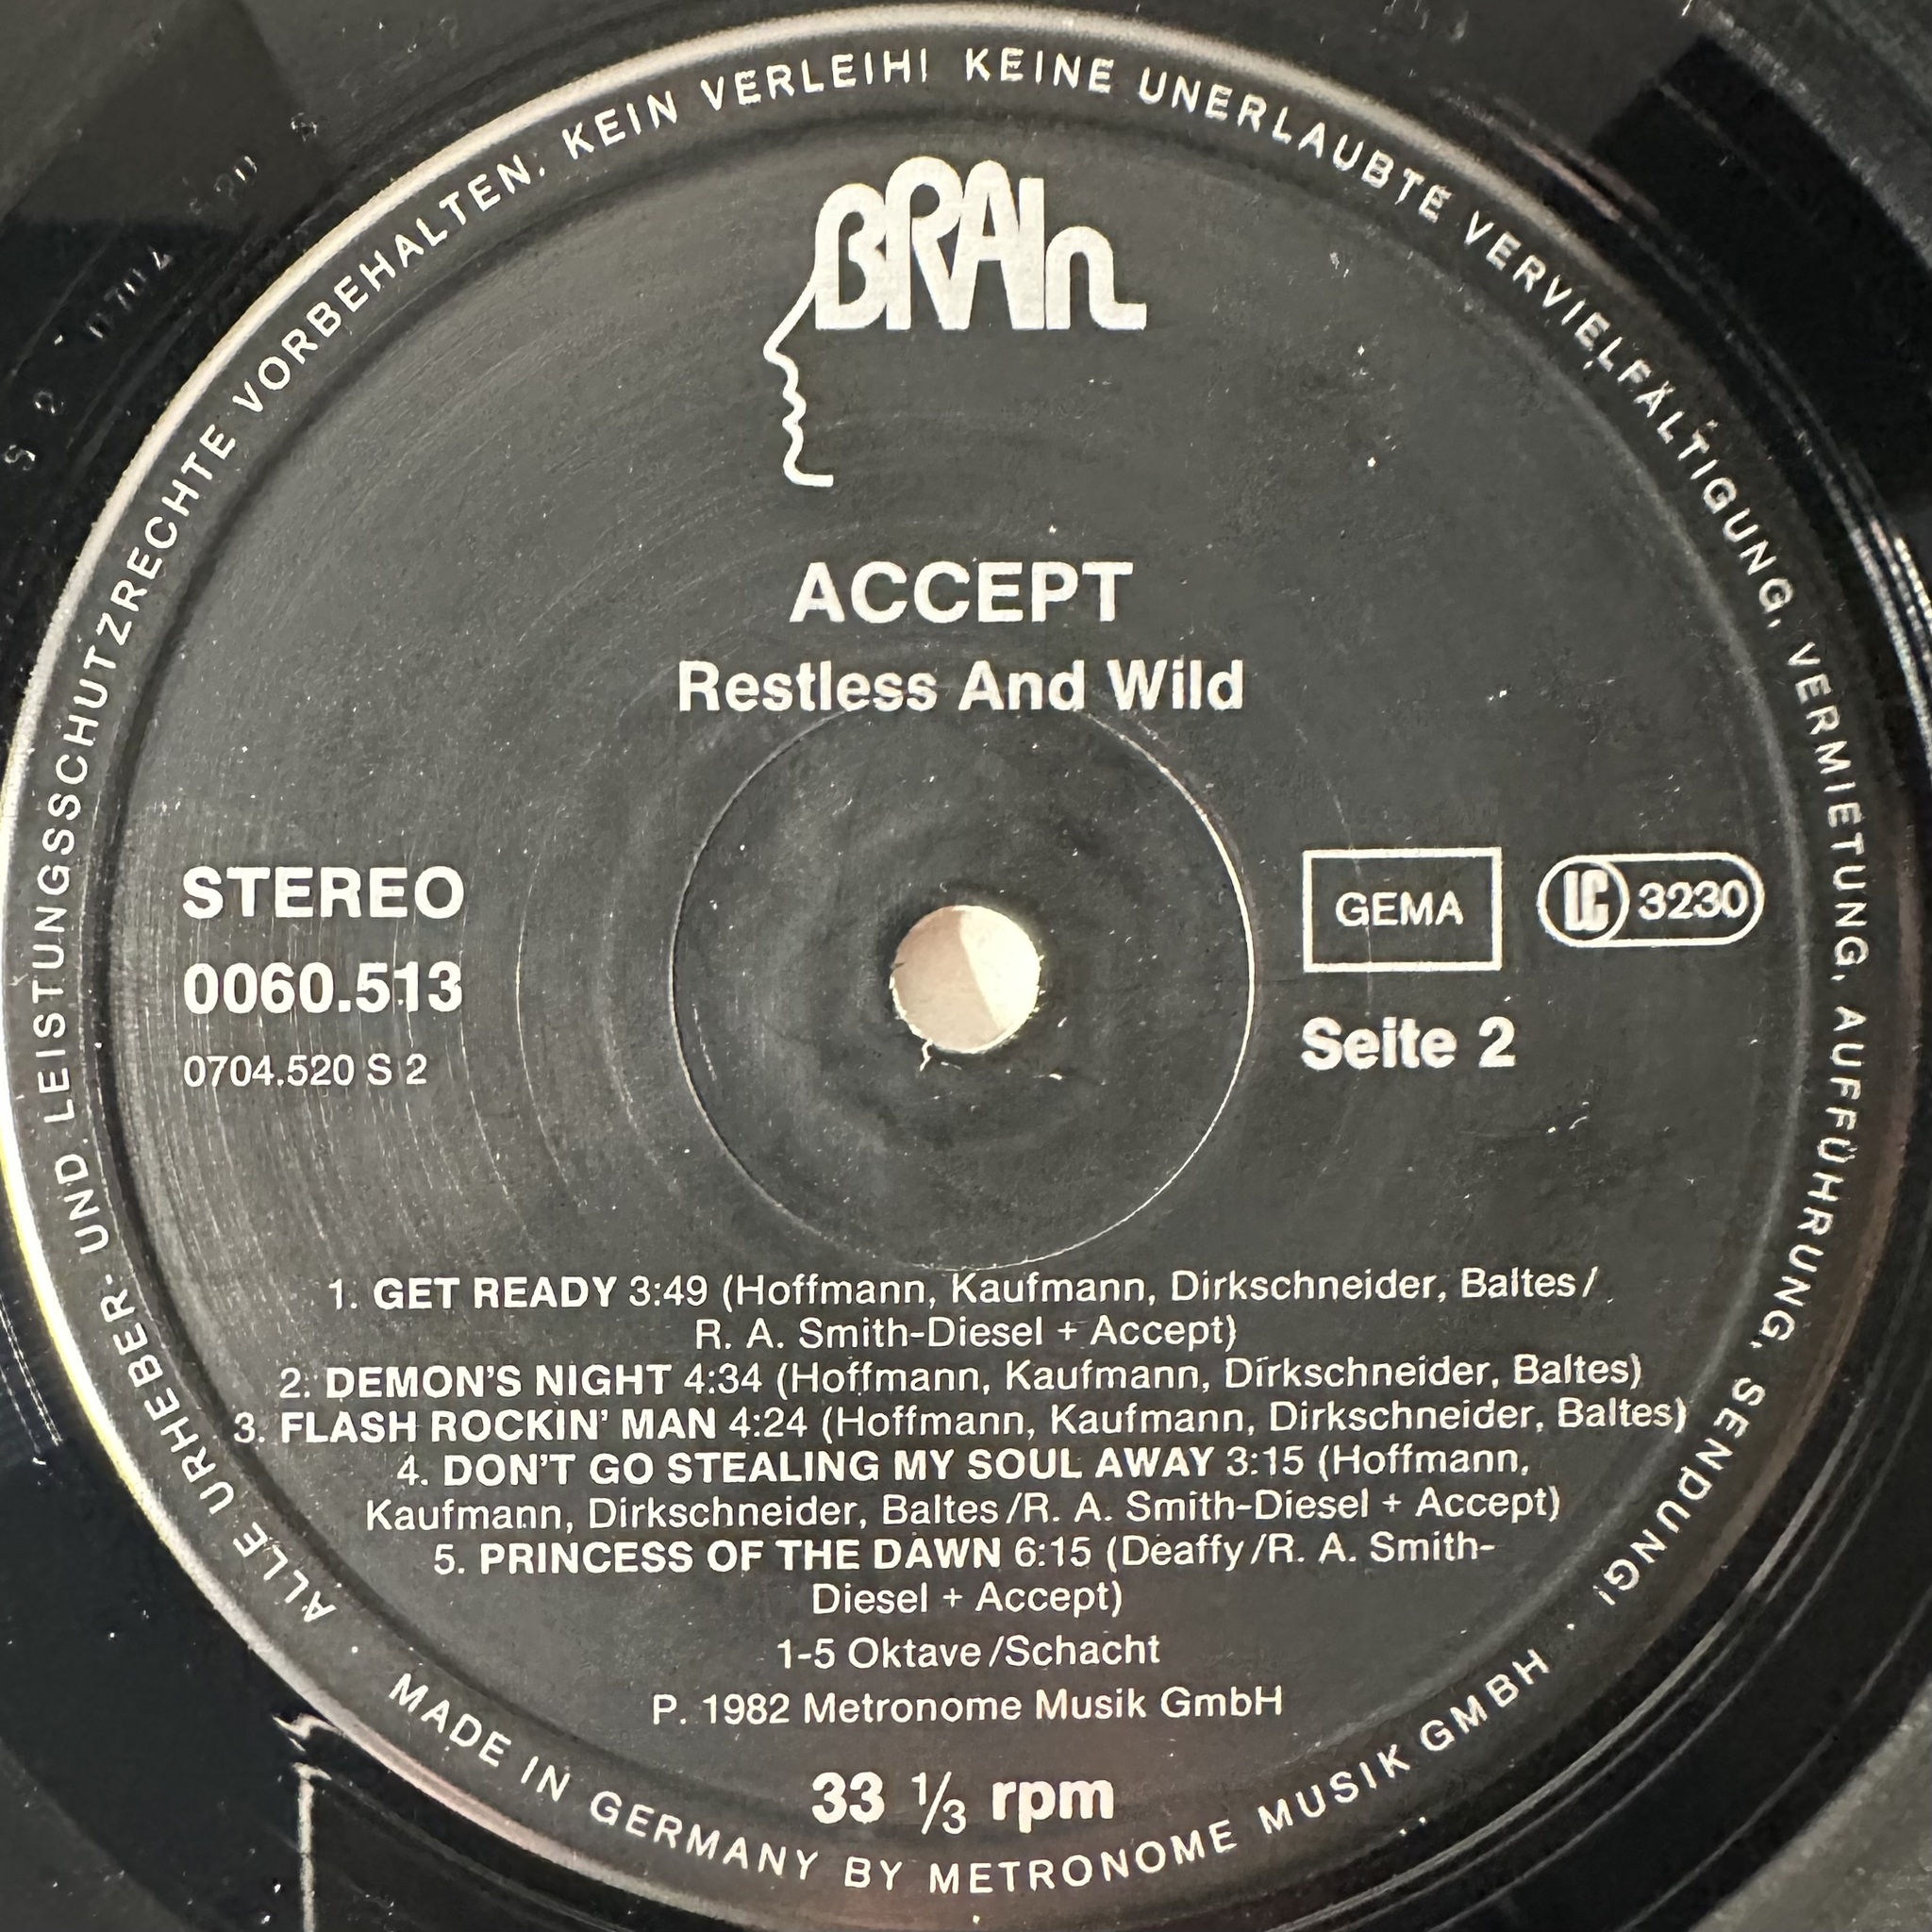 ALLE URHEBER- UND LEISTUNGSSCHUTZRECHTE VORBEHALTEN. KEIN VERLEIH! KEINE UNERLAUBTE VERVIELFÄLTIGUNG, VERMIETUNG, AUFFÜHRUNG, SENDUNG!
BRAIn
ACCEPT
Restless And Wild
STEREO
0060.513
0704.520 S 2
GEMA
LC 3230
Seite 2
1. GET READY 3:49 (Hoffmann, Kaufmann, Dirkschneider, Baltes/
R. A. Smith-Diesel + Accept)
2. DEMON'S NIGHT 4:34 (Hoffmann, Kaufmann, Dirkschneider, Baltes)
3. FLASH ROCKIN' MAN 4:24 (Hoffmann, Kaufmann, Dirkschneider, Baltes)
4. DON'T GO STEALING MY SOUL AWAY 3:15 (Hoffmann,
Kaufmann, Dirkschneider, Baltes/R. A. Smith-Diesel + Accept)
5. PRINCESS OF THE DAWN 6:15 (Deaffy/R. A. Smith-
Diesel + Accept)
1-5 Oktave/Schacht
P. 1982 Metronome Musik GmbH
33 1/3 rpm
· MADE IN GERMANY BY METRONOME MUSIK GMBH ·